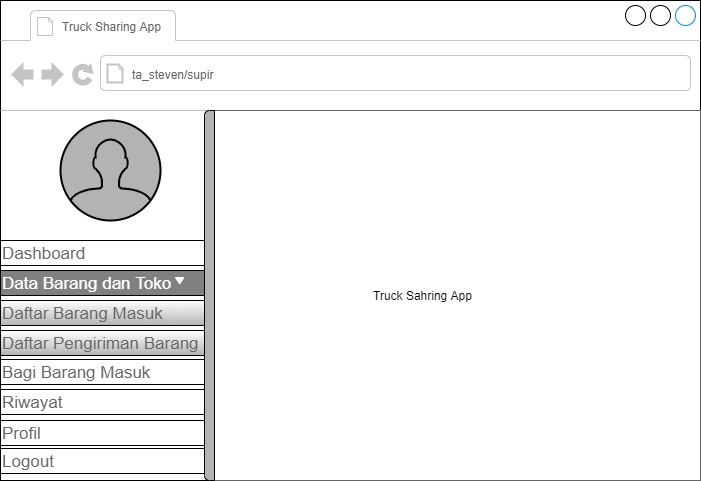 Truck Sharing App
ta_steven/supir
Dashboard
Data Barang dan Toko
Daftar Barang Masuk
Daftar Pengiriman Barang
Bagi Barang Masuk
Riwayat
Profil
Logout
Truck Sahring App